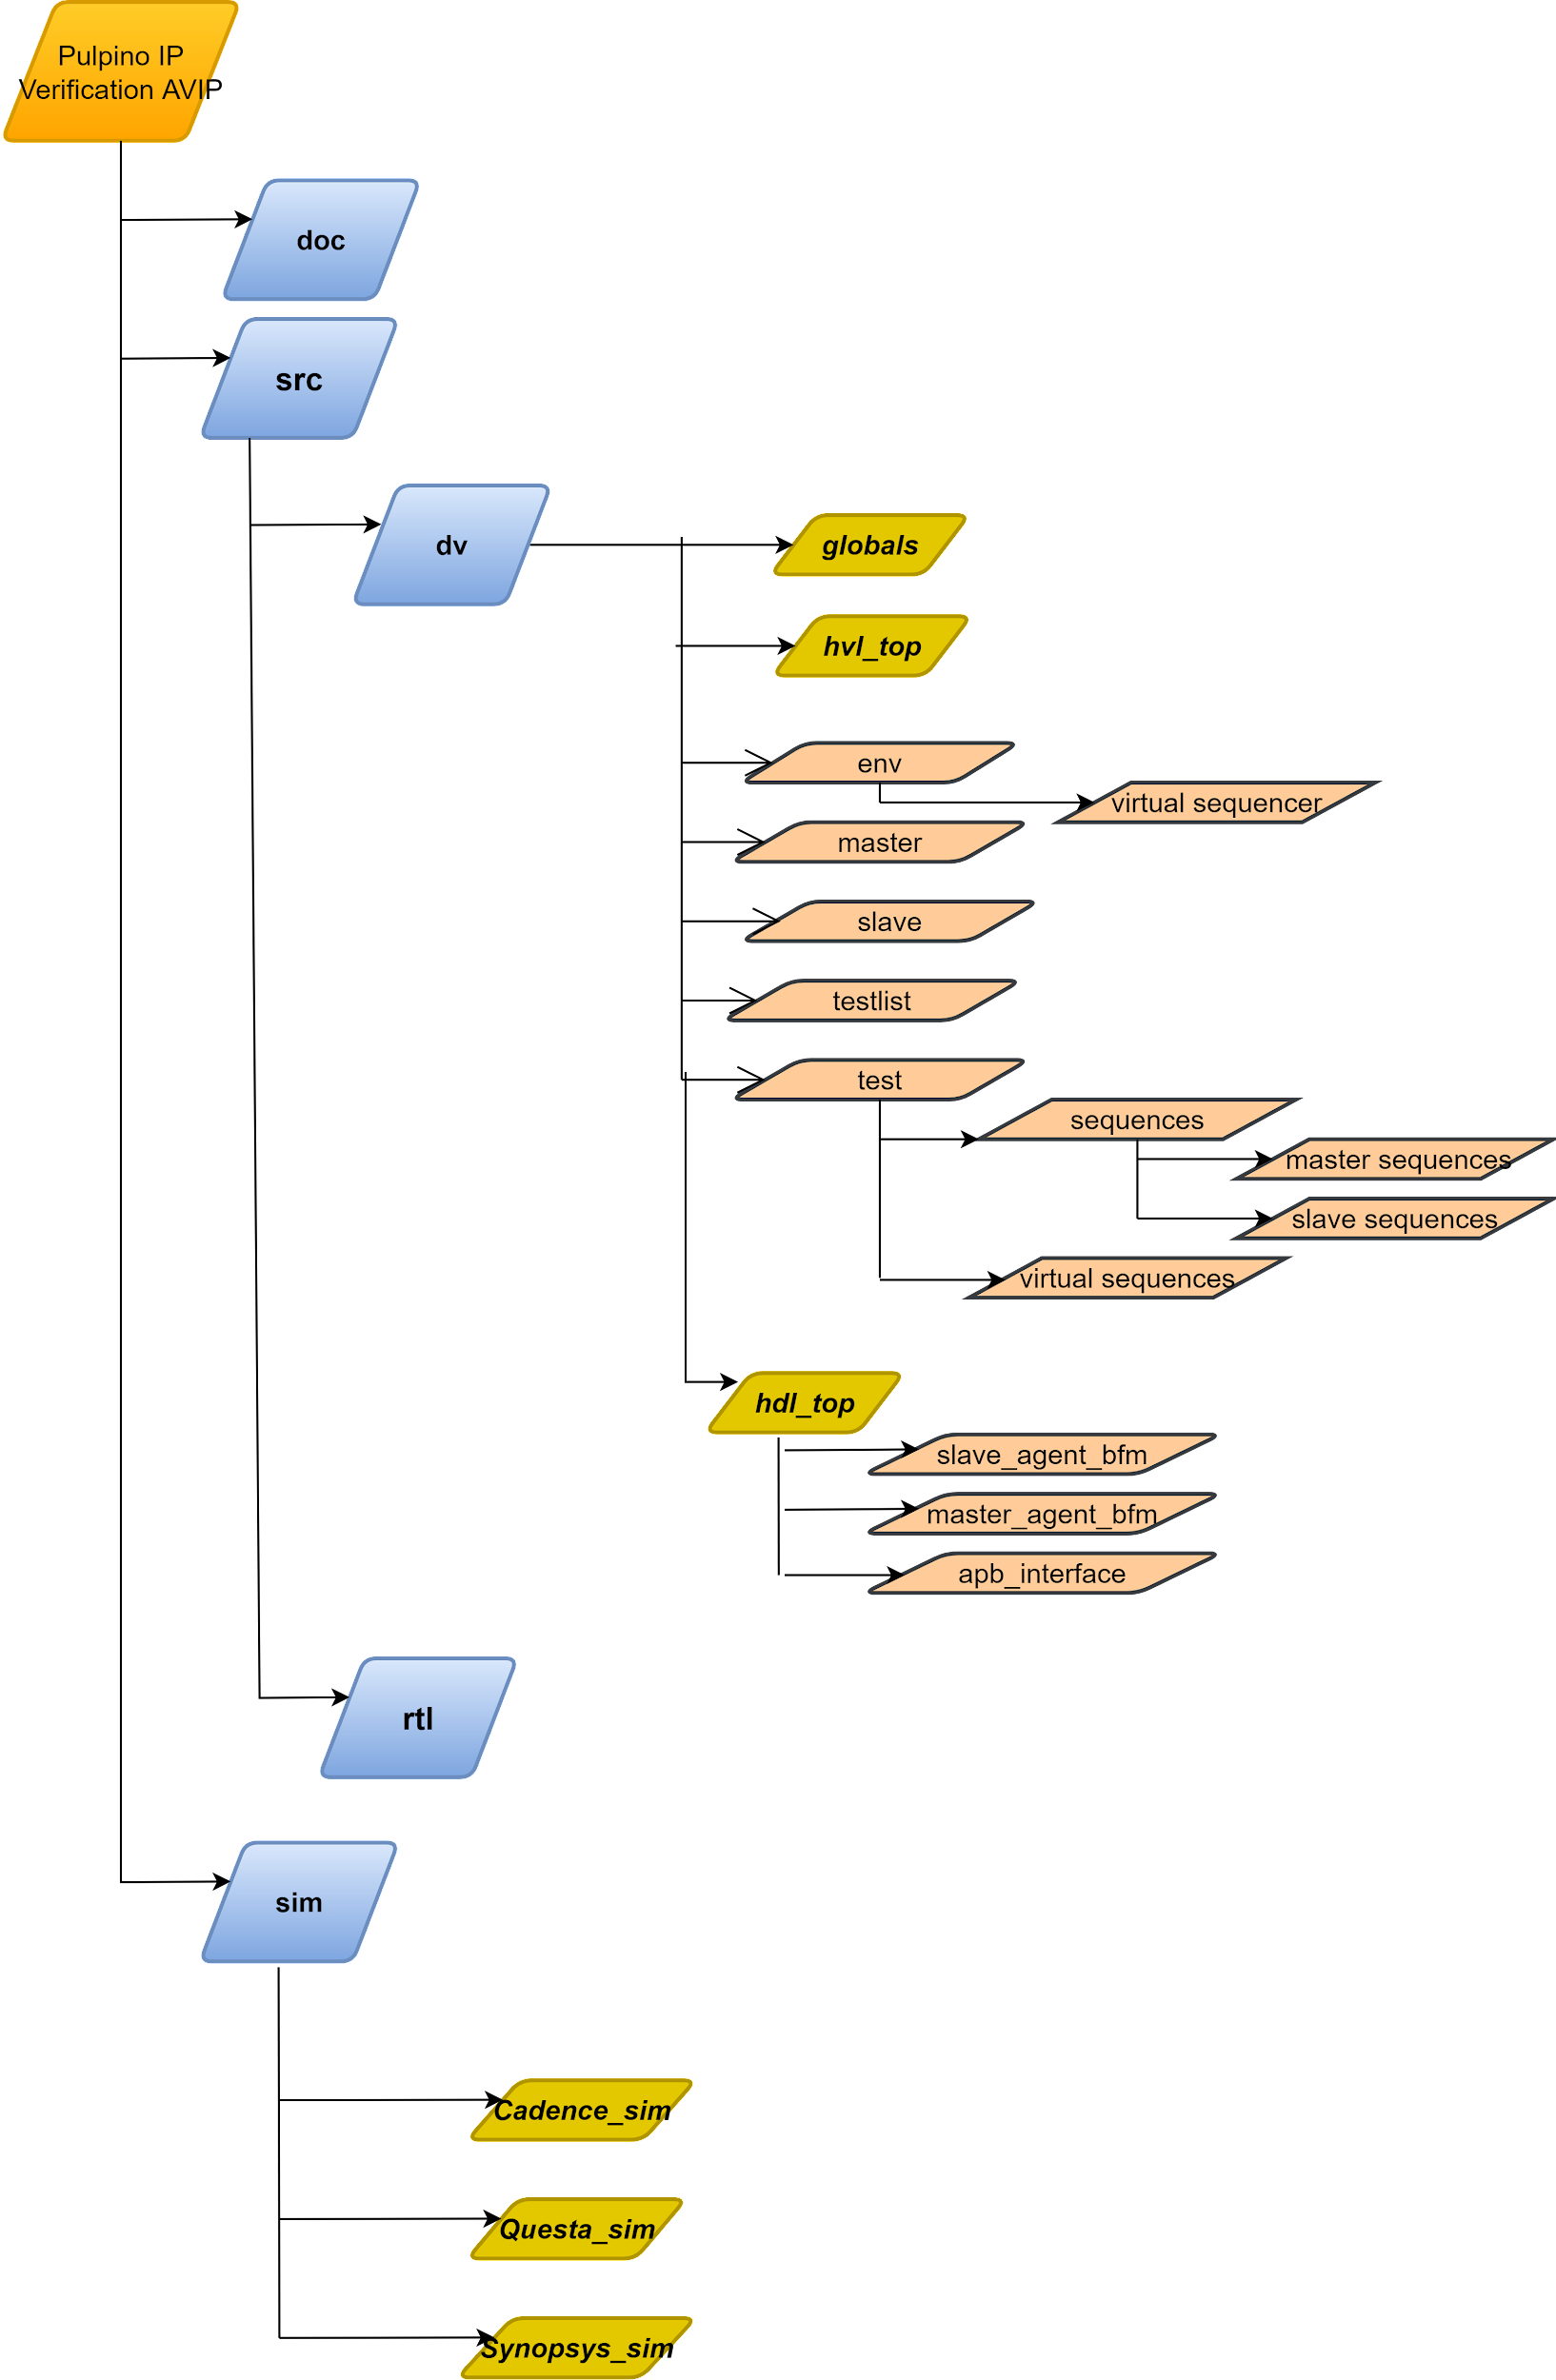 Pulpino IP
Verification AVIP
doc
src
dv
globals
hvl_top
env
virtual sequencer
master
slave
testlist
test
sequences
master sequences
slave sequences
virtual sequences
hdl_top
slave_agent_bfm
master_agent_bfm
apb_interface
rtl
sim
Cadence_sim
Questa_sim
Synopsys_sim